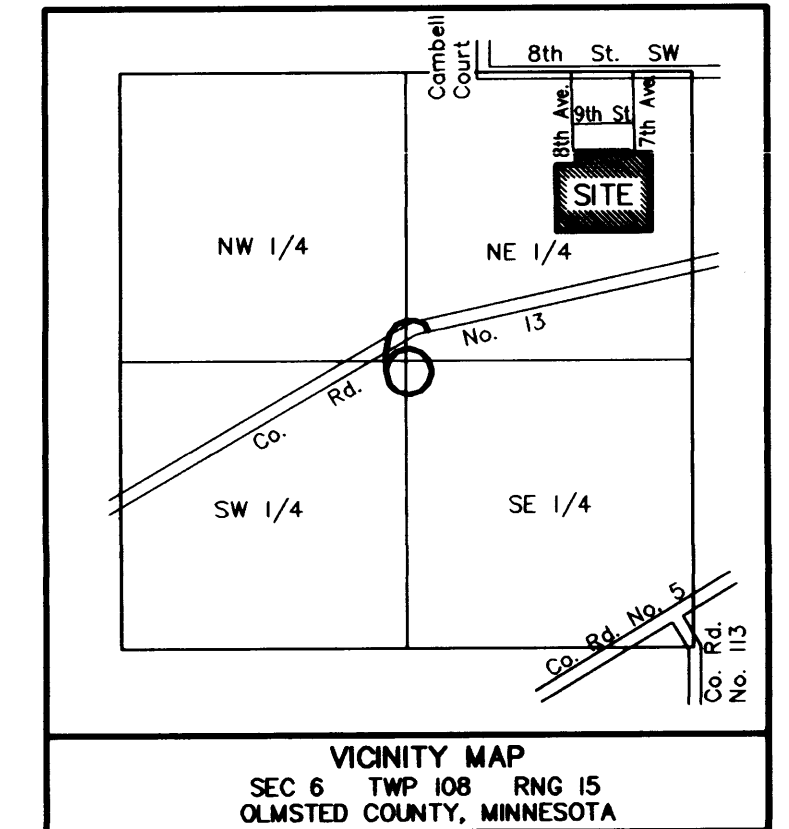 Cambell
Court
8th St. SW
8th Ave.
9th St.
7th Ave.
SITE
NW 1/4
NE 1/4
Co. Rd. No. 13
6
SW 1/4
SE 1/4
Co. Rd. No. 5
Co. Rd.
No. 113
VICINITY MAP
SEC 6 TWP 108 RNG 15
OLMSTED COUNTY, MINNESOTA